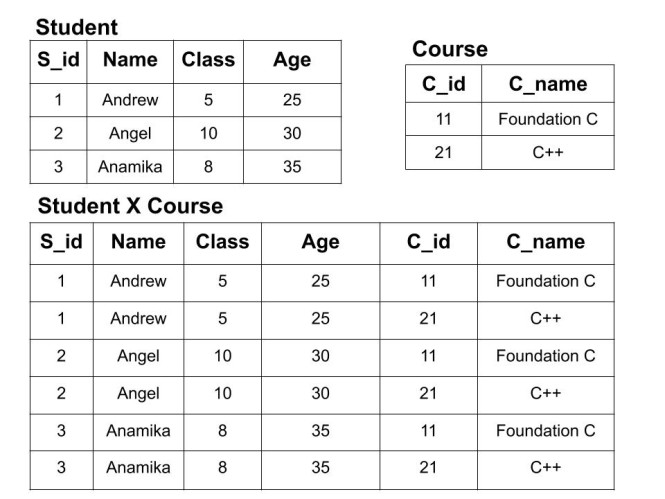 Student
S_id Name Class Age
1 Andrew 5 25
2 Angel 10 30
3 Anamika 8 35
Course
C_id C_name
11 Foundation C
21 C++
Student X Course
S_id Name Class Age C_id C_name
1 Andrew 5 25 11 Foundation C
1 Andrew 5 25 21 C++
2 Angel 10 30 11 Foundation C
2 Angel 10 30 21 C++
3 Anamika 8 35 11 Foundation C
3 Anamika 8 35 21 C++